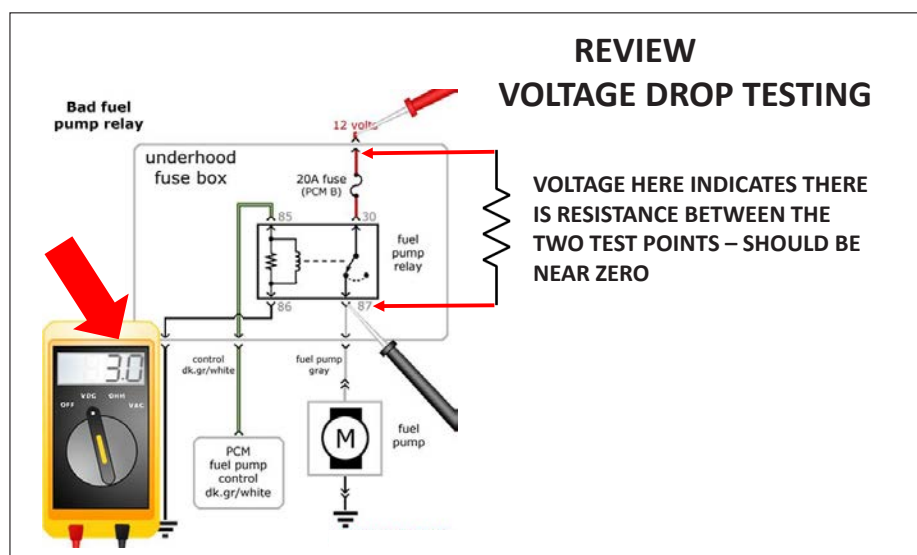 REVIEW
VOLTAGE DROP TESTING
Bad fuel
pump relay
12 volts
underhood
fuse box
20A fuse
(PCM B)
85
30
fuel
pump
relay
86
87
VOLTAGE HERE INDICATES THERE
IS RESISTANCE BETWEEN THE
TWO TEST POINTS – SHOULD BE
NEAR ZERO
3.0
OFF
VDC
OHM
VAC
control
dk.gr/white
fuel pump
gray
PCM
fuel pump
control
dk.gr/white
M
fuel
pump